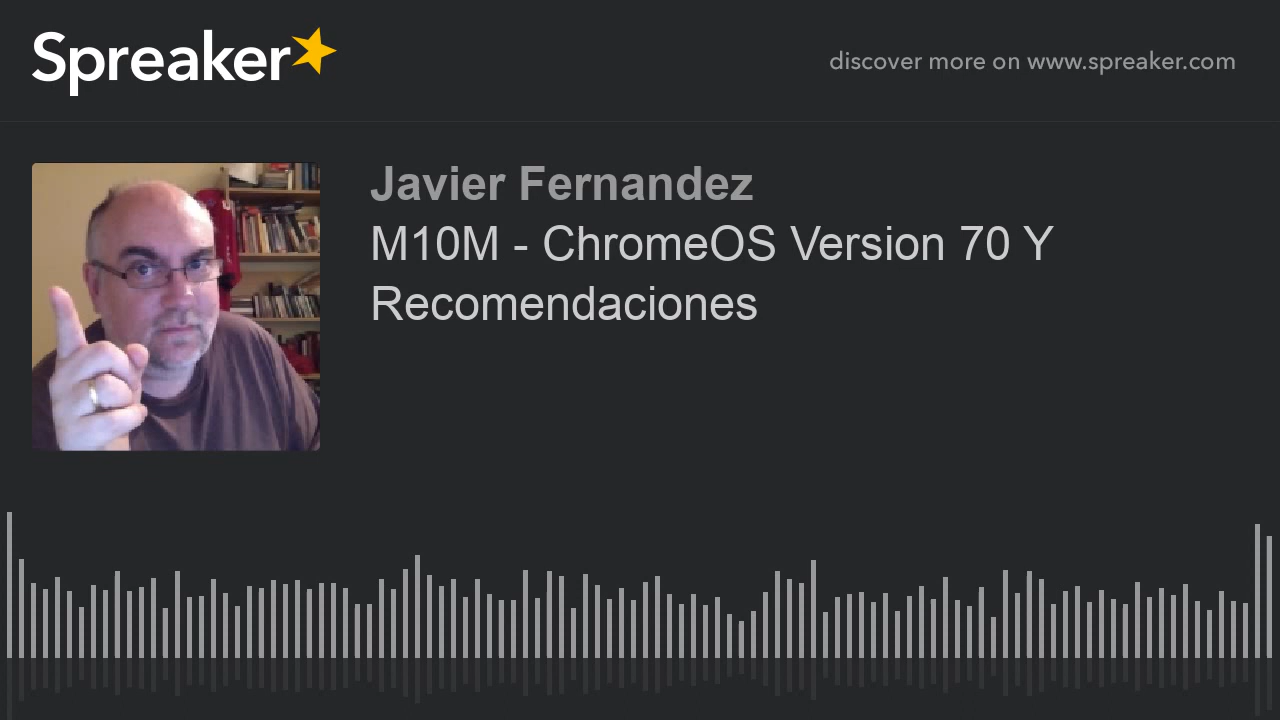 Spreaker
discover more on www.spreaker.com
Javier Fernandez
M10M - ChromeOS Version 70 Y
Recomendaciones